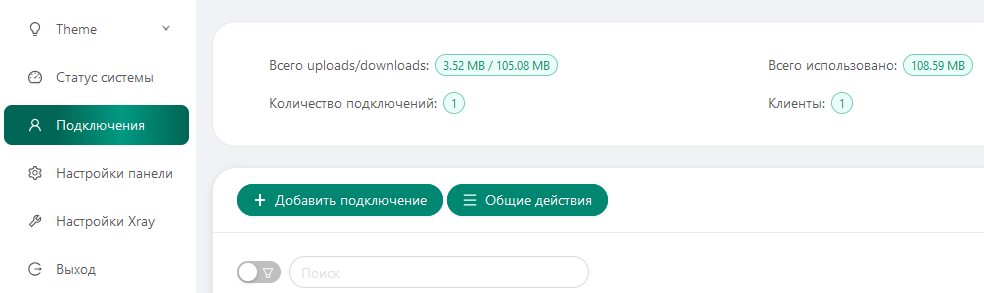 Theme
Статус системы
Подключения
Настройки панели
Настройки Xray
Выход
Всего uploads/downloads: 3.52 MB / 105.08 MB
Всего использовано: 108.59 MB
Количество подключений: 1
Клиенты: 1
Добавить подключение
Общие действия
Поиск